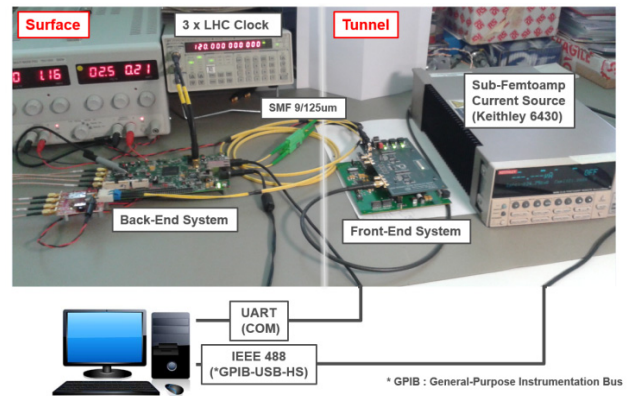 Surface
3 x LHC Clock
Tunnel
1.16
02.5 0.21
120.000 000 000
SMF 9/125um
Sub-Femtoamp
Current Source
(Keithley 6430)
FRAGILE
Back-End System
Front-End System
UART
(COM)
IEEE 488
(*GPIB-USB-HS)
* GPIB : General-Purpose Instrumentation Bus